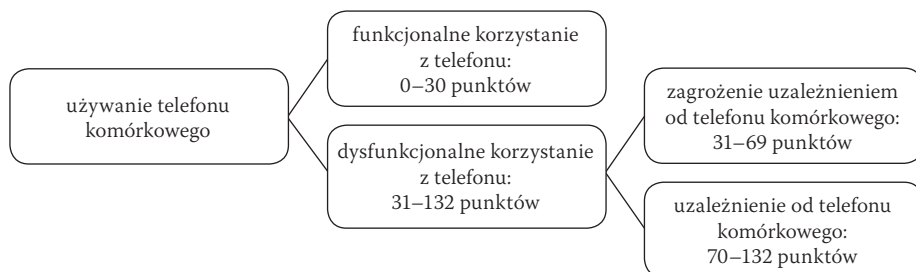 używanie telefonu
komórkowego
funkcjonalne korzystanie
z telefonu:
0–30 punktów
dysfunkcjonalne korzystanie
z telefonu:
31–132 punktów
zagrożenie uzależnieniem
od telefonu komórkowego:
31–69 punktów
uzależnienie od telefonu
komórkowego:
70–132 punktów